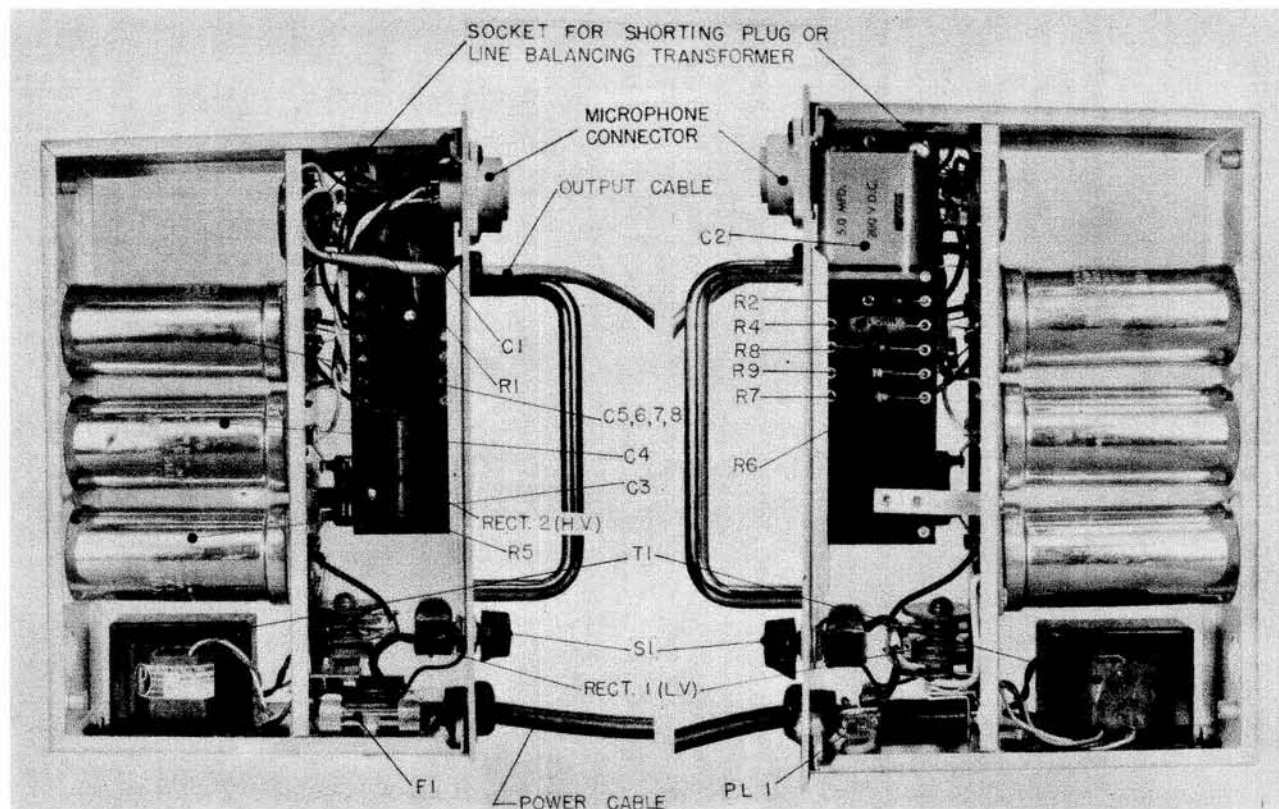 SOCKET FOR SHORTING PLUG OR
LINE BALANCING TRANSFORMER
MICROPHONE
CONNECTOR
OUTPUT CABLE
5.0 MFD.
200 V.D.C.
C2
R2
R4
R8
C1
R1
R9
R7
C5,6,7,8
C4
R6
C3
RECT. 2 (H.V.)
R5
T1
S1
RECT. 1 (L.V.)
F1
PL 1
POWER CABLE